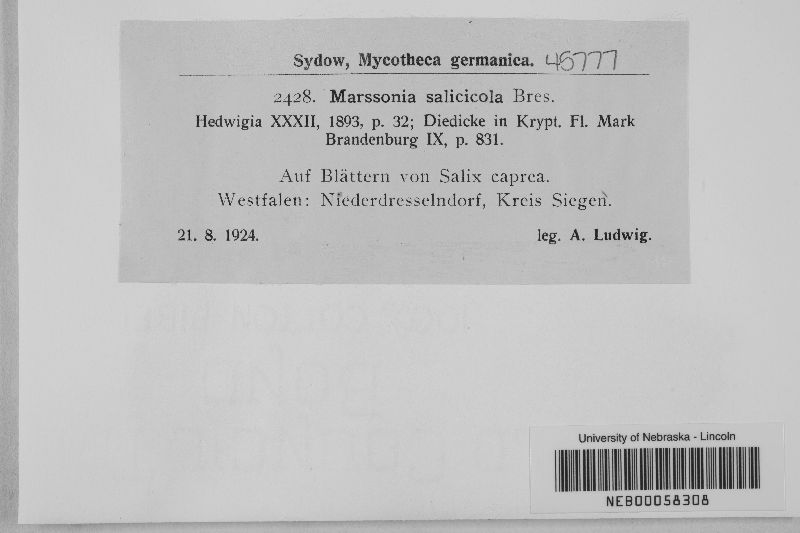 Sydow, Mycotheca germanica. 45777
2428. Marssonia salicicola Bres.
Hedwigia XXXII, 1893, p. 32; Diedicke in Krypt. Fl. Mark
Brandenburg IX, p. 831.
Auf Blättern von Salix caprea.
Westfalen: Niederdresselndorf, Kreis Siegen.
21. 8. 1924. leg. A. Ludwig.
University of Nebraska - Lincoln
NEB00058308